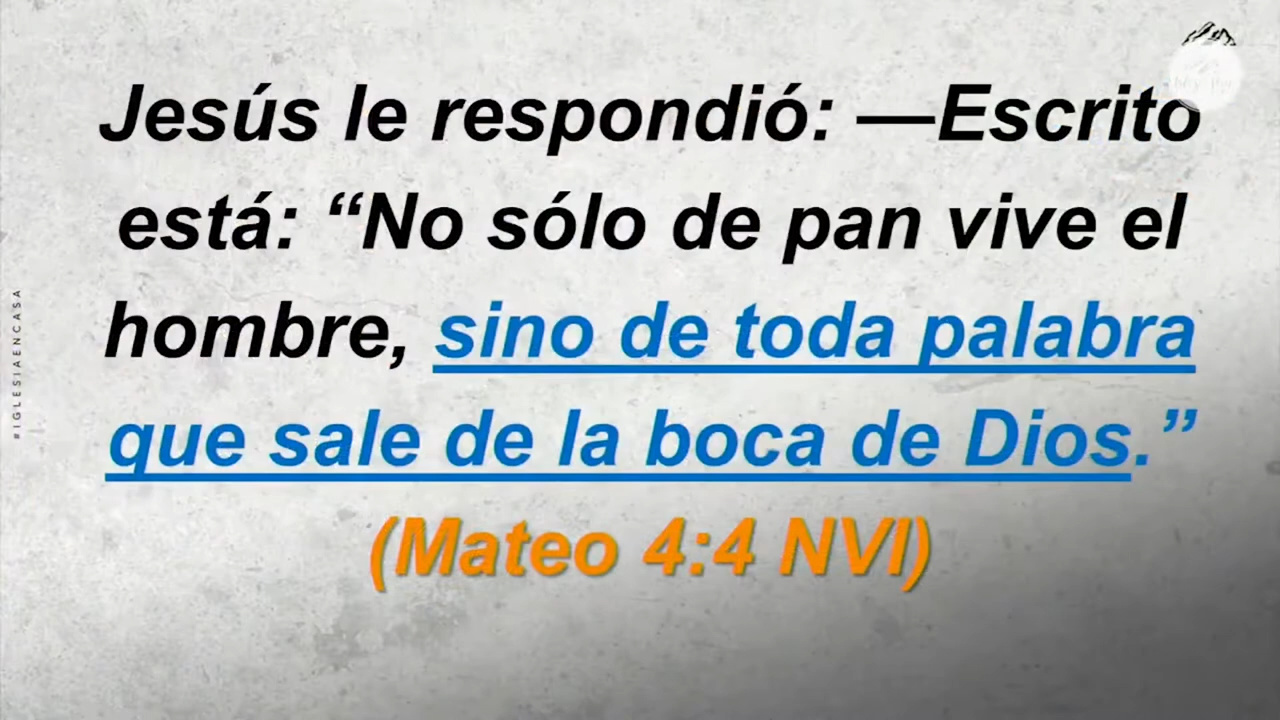 Jesús le respondió: —Escrito
está: “No sólo de pan vive el
hombre, sino de toda palabra
que sale de la boca de Dios.”
(Mateo 4:4 NVI)
#IGLESIAENCASA